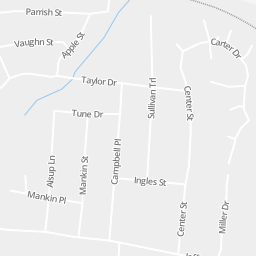 Parrish St
Vaughn St
Apple St
Carter Dr
Taylor Dr
Sullivan Trl
Center St
Tune Dr
Campbell Pl
Alsup Ln
Mankin St
Ingles St
Mankin Pl
Center St
Miller Dr